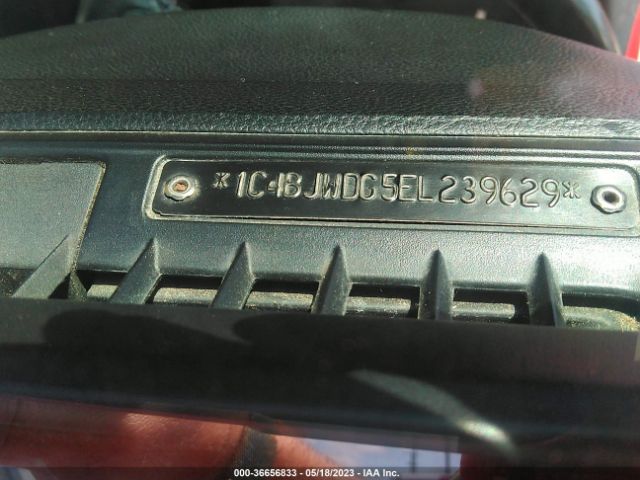 *1C4BJWDG5EL239629*
000-36656833 - 05/18/2023 - IAA Inc.